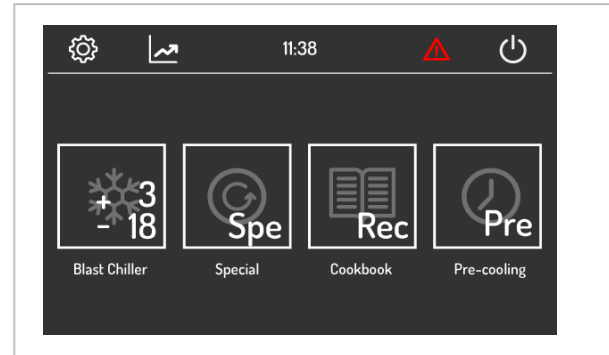 11:38
+3
-18
Spe
Rec
Pre
Blast Chiller
Special
Cookbook
Pre-cooling